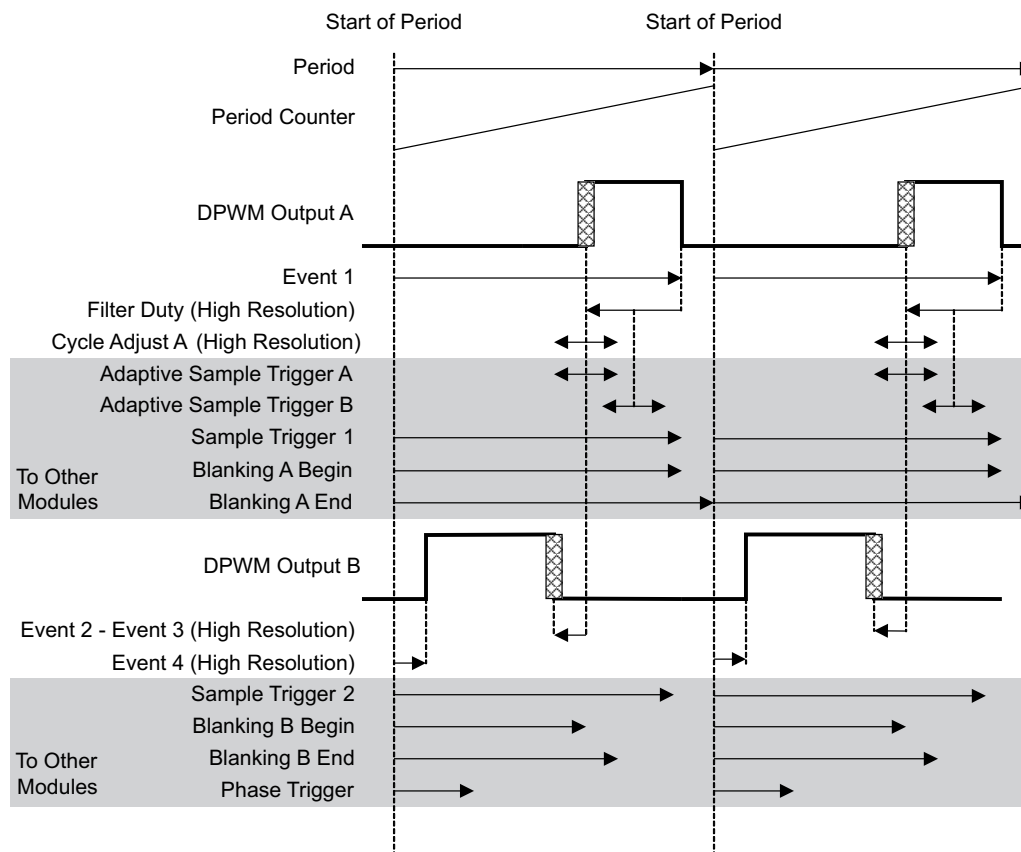 Start of Period Start of Period
Period
Period Counter
DPWM Output A
Event 1
Filter Duty (High Resolution)
Cycle Adjust A (High Resolution)
Adaptive Sample Trigger A
Adaptive Sample Trigger B
Sample Trigger 1
Blanking A Begin
Blanking A End
To Other
Modules
DPWM Output B
Event 2 - Event 3 (High Resolution)
Event 4 (High Resolution)
Sample Trigger 2
Blanking B Begin
Blanking B End
Phase Trigger
To Other
Modules